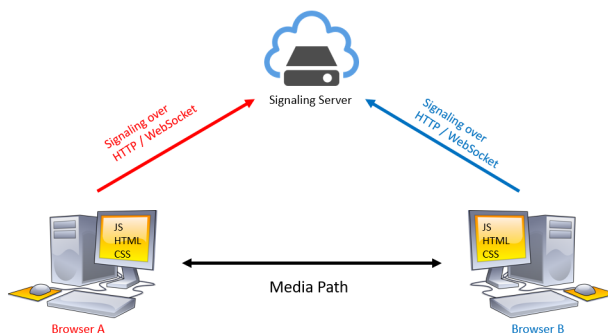 Signaling Server
Signaling over
HTTP / WebSocket
Signaling over
HTTP / WebSocket
JS
HTML
CSS
JS
HTML
CSS
Media Path
Browser A
Browser B